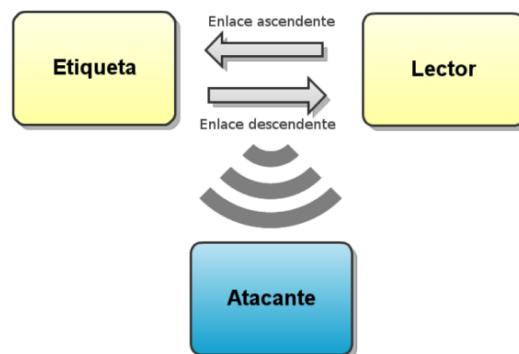 Enlace ascendente
Etiqueta
Lector
Enlace descendente
Atacante